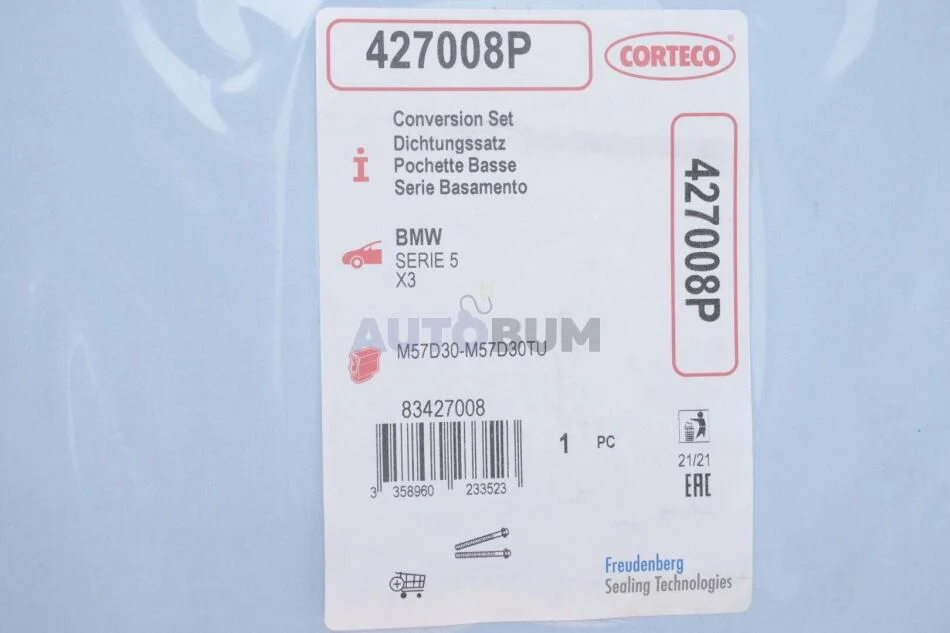 427008P
CORTECO®
Conversion Set
Dichtungssatz
Pochette Basse
Serie Basamento
i
427008P
BMW
SERIE 5
X3
AUTOBUM
M57D30-M57D30TU
83427008
3 358960 233523
1 PC
21/21
EAC
Freudenberg
Sealing Technologies